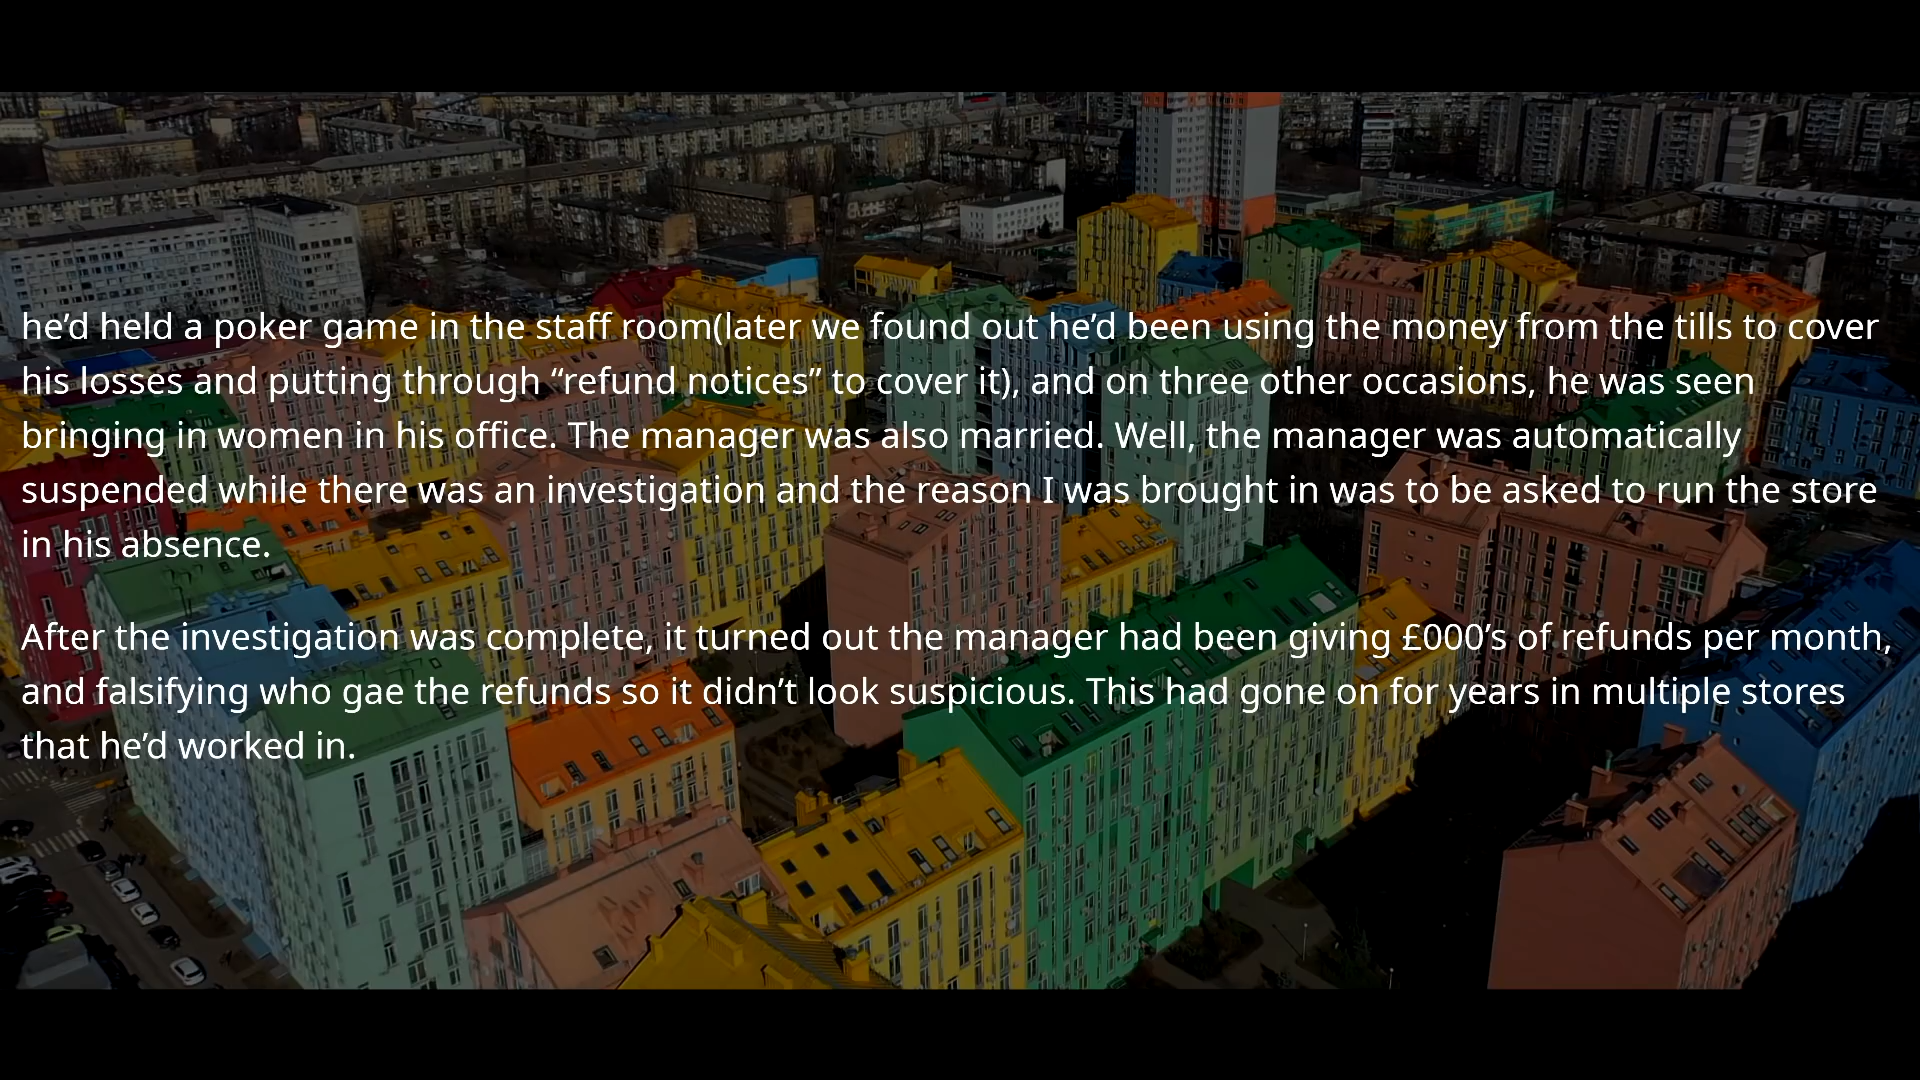 he’d held a poker game in the staff room(later we found out he’d been using the money from the tills to cover
his losses and putting through “refund notices” to cover it), and on three other occasions, he was seen
bringing in women in his office. The manager was also married. Well, the manager was automatically
suspended while there was an investigation and the reason I was brought in was to be asked to run the store
in his absence.
After the investigation was complete, it turned out the manager had been giving £000’s of refunds per month,
and falsifying who gae the refunds so it didn’t look suspicious. This had gone on for years in multiple stores
that he’d worked in.